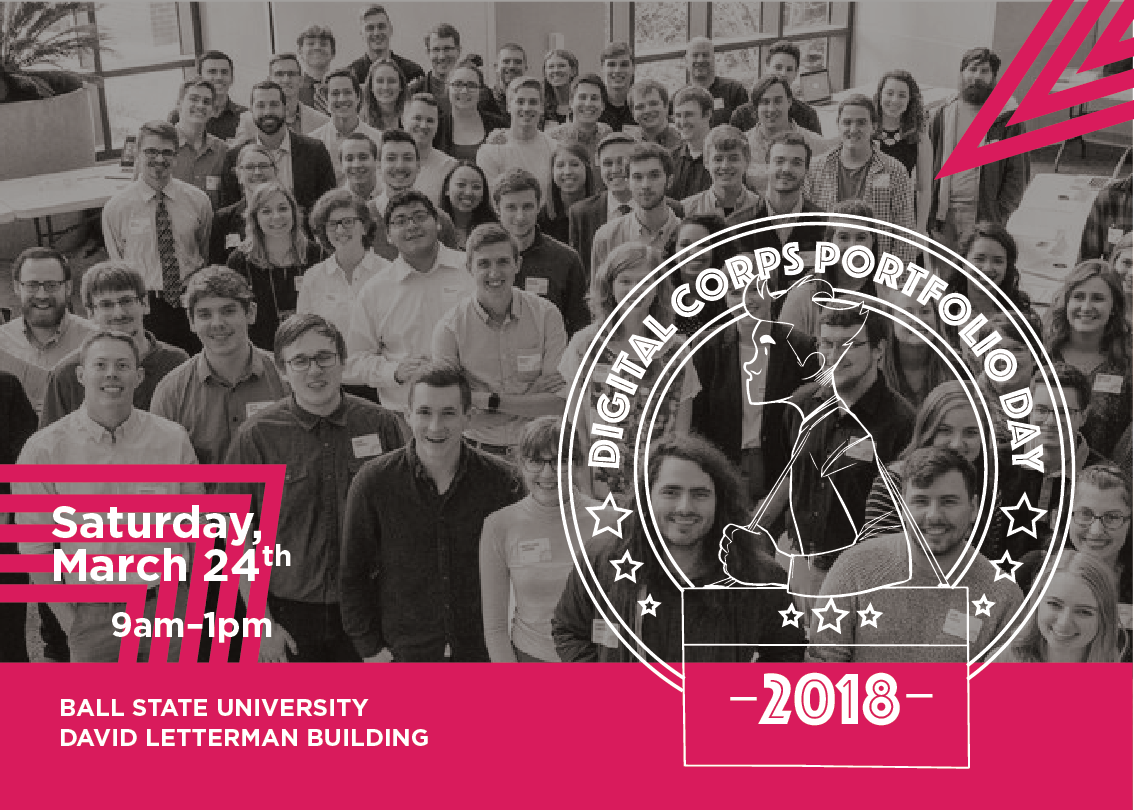 DIGITAL CORPS PORTFOLIO DAY
Saturday,
March 24th
9am–1pm
–2018–
BALL STATE UNIVERSITY
DAVID LETTERMAN BUILDING